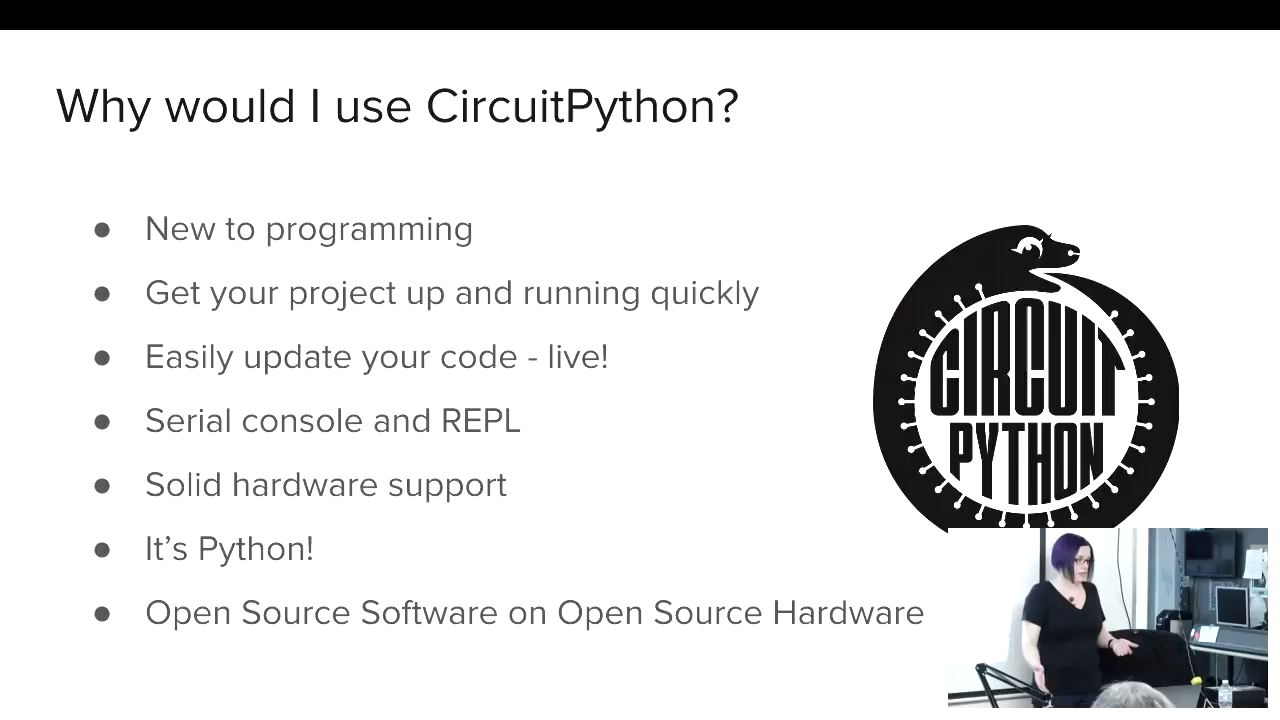 Why would I use CircuitPython?
● New to programming
● Get your project up and running quickly
● Easily update your code - live!
● Serial console and REPL
● Solid hardware support
● It’s Python!
● Open Source Software on Open Source Hardware
CIRCUIT
PYTHON